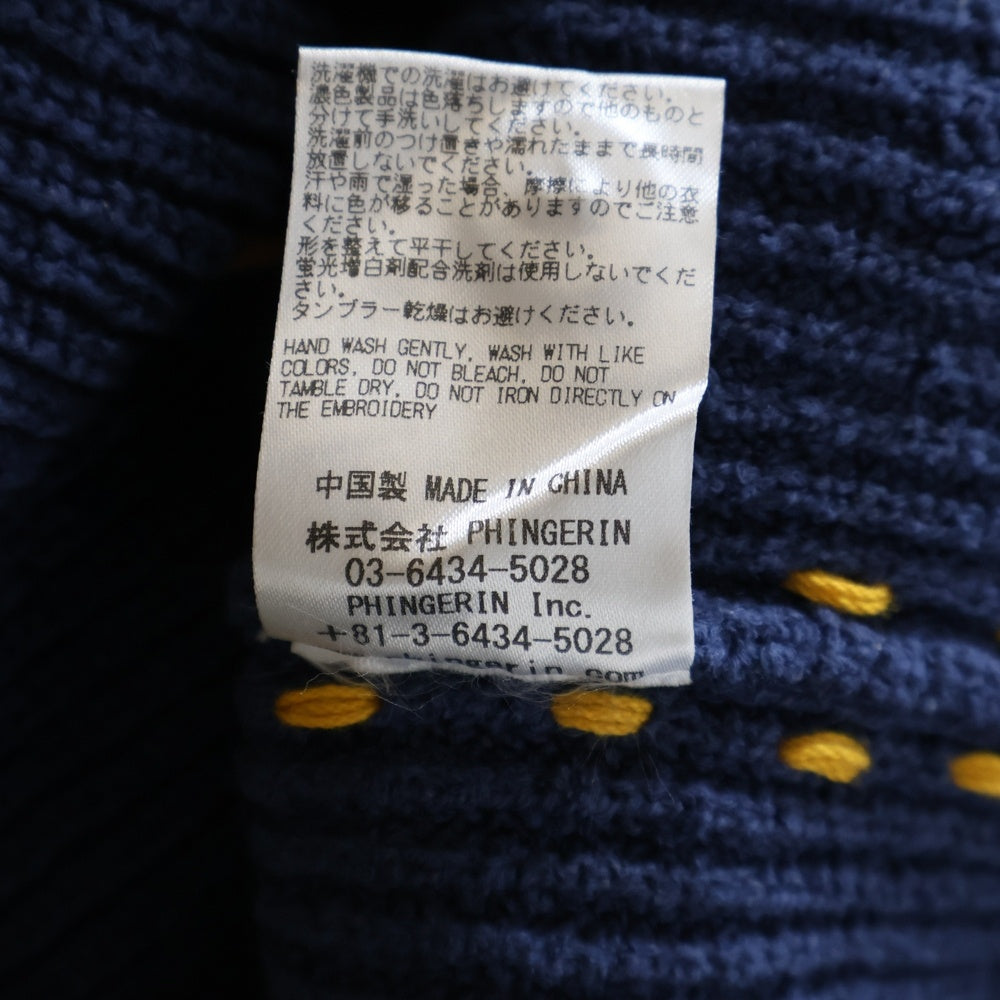 洗濯機での洗濯はお避けてください。
濃色製品は色落ちしますので他のものと
分けて手洗いしてください。
洗濯前のつけ置きや濡れたままで長時間
放置しないでください。
汗や雨で湿った場合、摩擦により他の衣
料に色が移ることがありますのでご注意
ください。
形を整えて平干してください。
蛍光増白剤配合洗剤は使用しないでくだ
さい。
タンブラー乾燥はお避けください。
HAND WASH GENTLY, WASH WITH LIKE
COLORS, DO NOT BLEACH, DO NOT
TAMBLE DRY, DO NOT IRON DIRECTLY ON
THE EMBROIDERY
中国製 MADE IN CHINA
株式会社 PHINGERIN
03-6434-5028
PHINGERIN Inc.
+81-3-6434-5028
hingerin.com